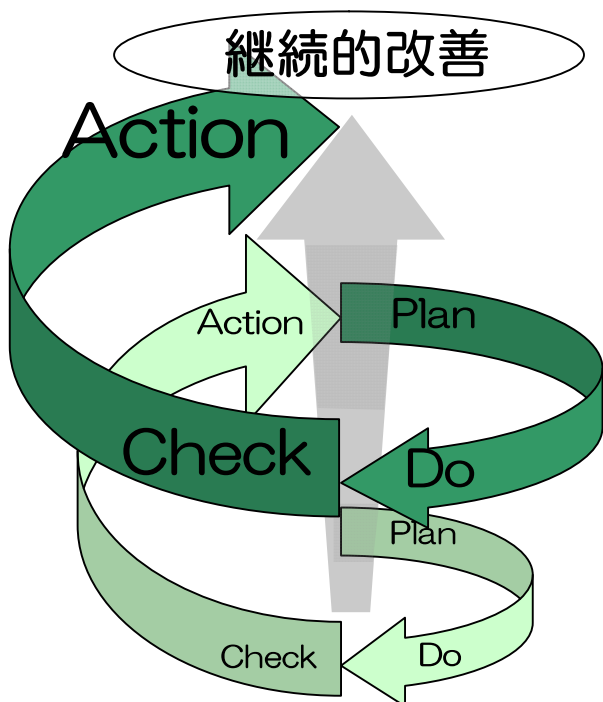 継続的改善
Action
Action
Plan
Check
Do
Plan
Check
Do